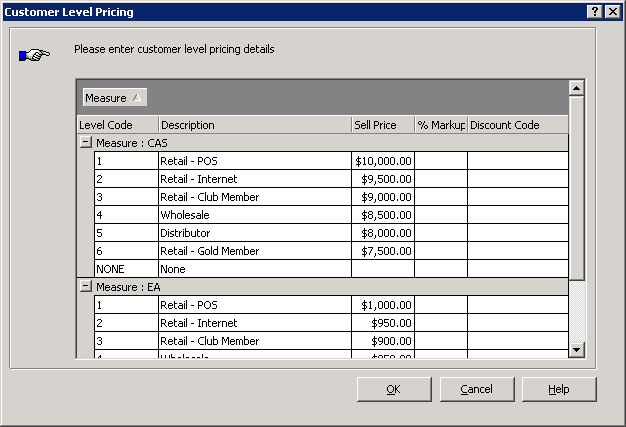 Customer Level Pricing
Please enter customer level pricing details
Measure
Level Code Description Sell Price % Markup Discount Code
Measure : CAS
1 Retail - POS $10,000.00
2 Retail - Internet $9,500.00
3 Retail - Club Member $9,000.00
4 Wholesale $8,500.00
5 Distributor $8,000.00
6 Retail - Gold Member $7,500.00
NONE None
Measure : EA
1 Retail - POS $1,000.00
2 Retail - Internet $950.00
3 Retail - Club Member $900.00
4 Wholesale $850.00
OK Cancel Help